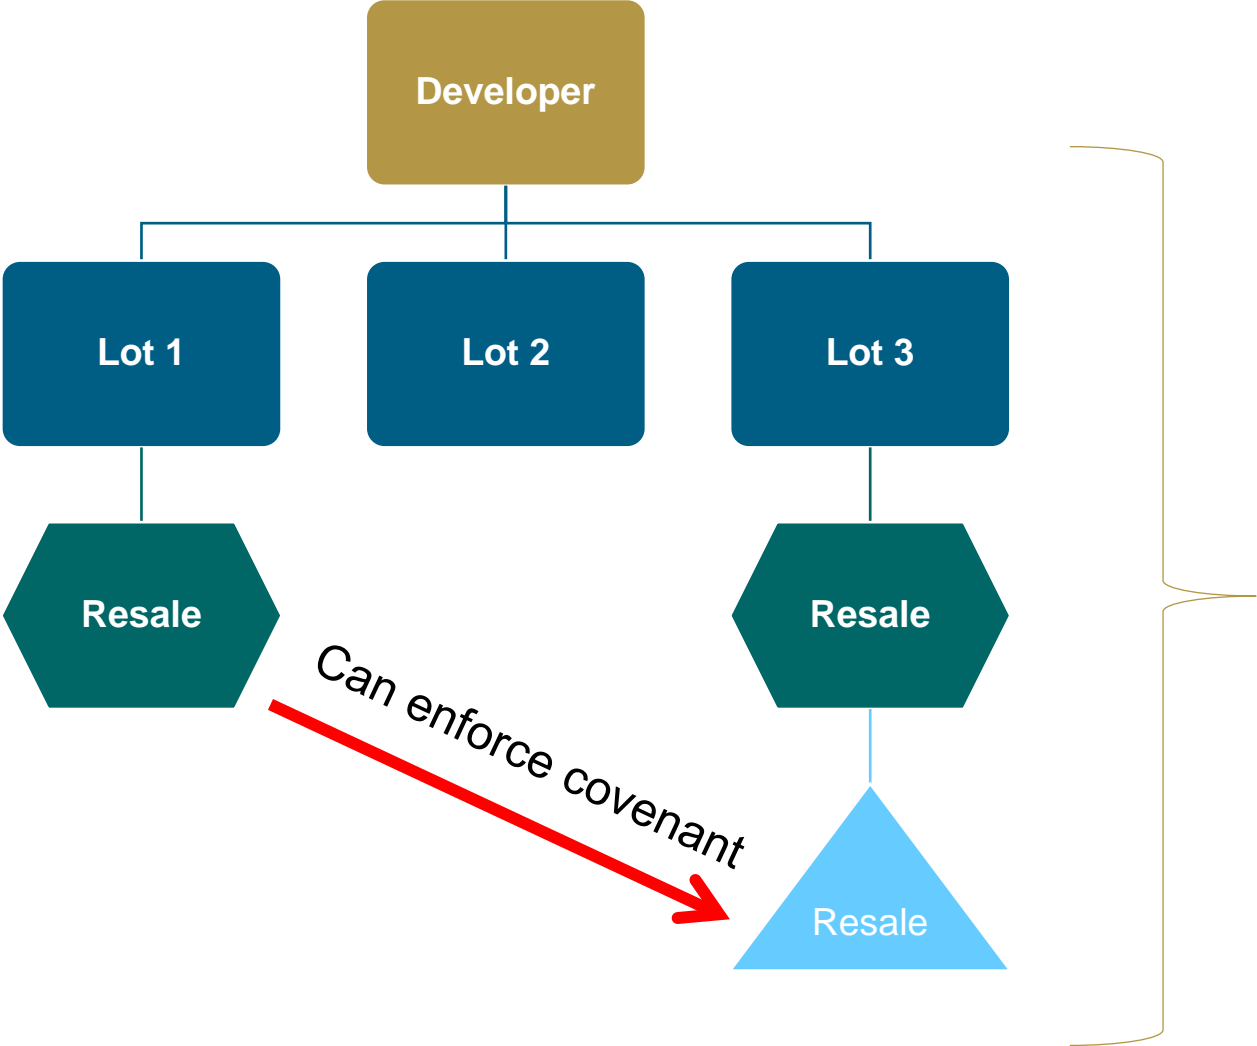 Developer
Lot 1
Lot 2
Lot 3
Resale
Resale
Can enforce covenant
Resale